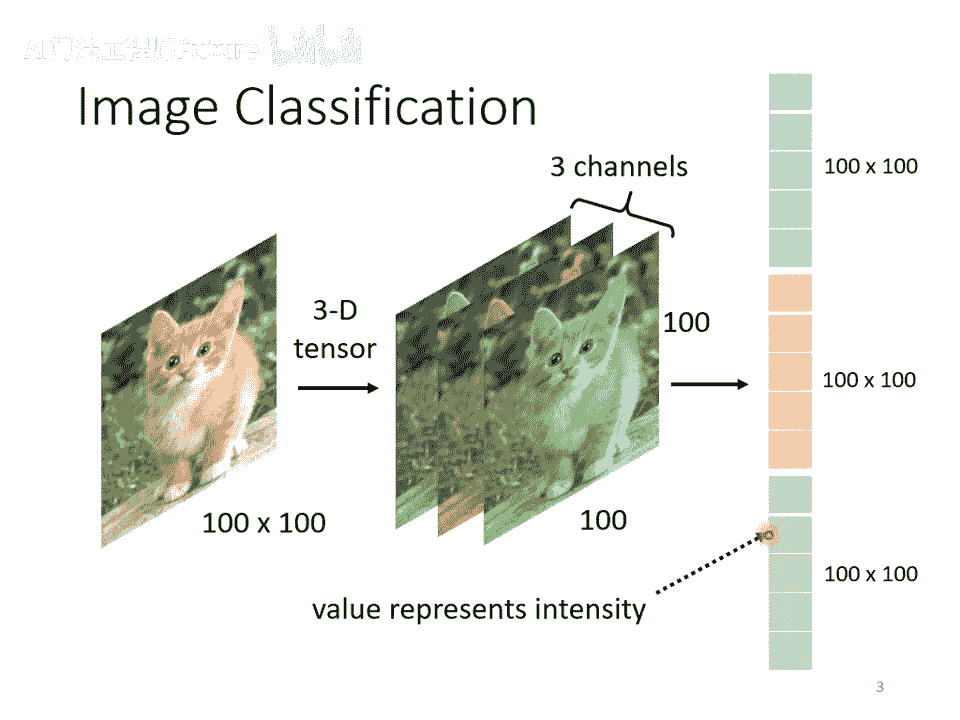 Image Classification
3 channels
100 x 100
3-D
tensor
100
100 x 100
100 x 100
100
value represents intensity
100 x 100
3